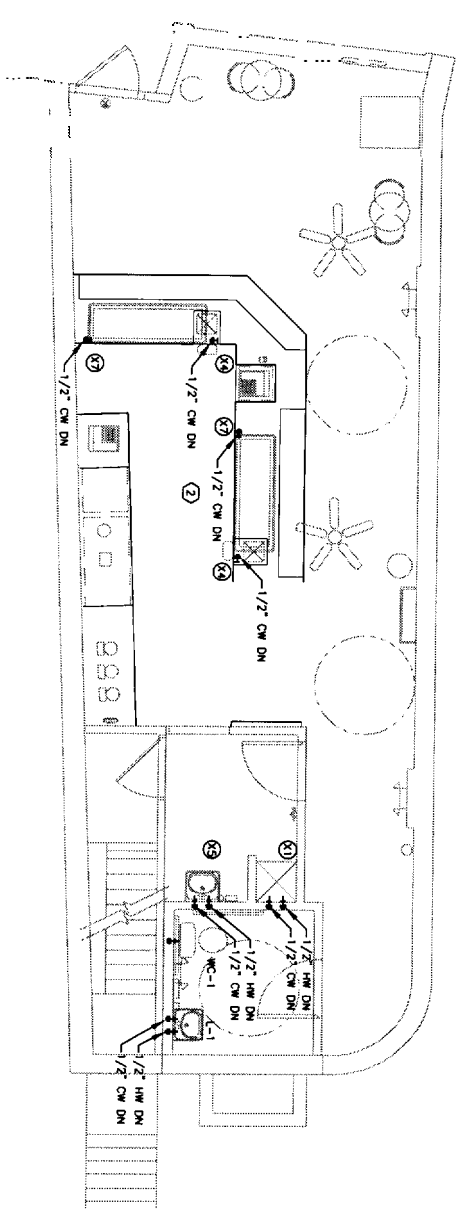 X7
1/2" CW DN
X4
1/2" CW DN
X7
1/2" CW DN
2
X4
1/2" CW DN
X5
X1
1/2" HW DN
1/2" CW DN
1/2" HW DN
1/2" CW DN
WC-1
L-1
1/2" HW DN
1/2" CW DN